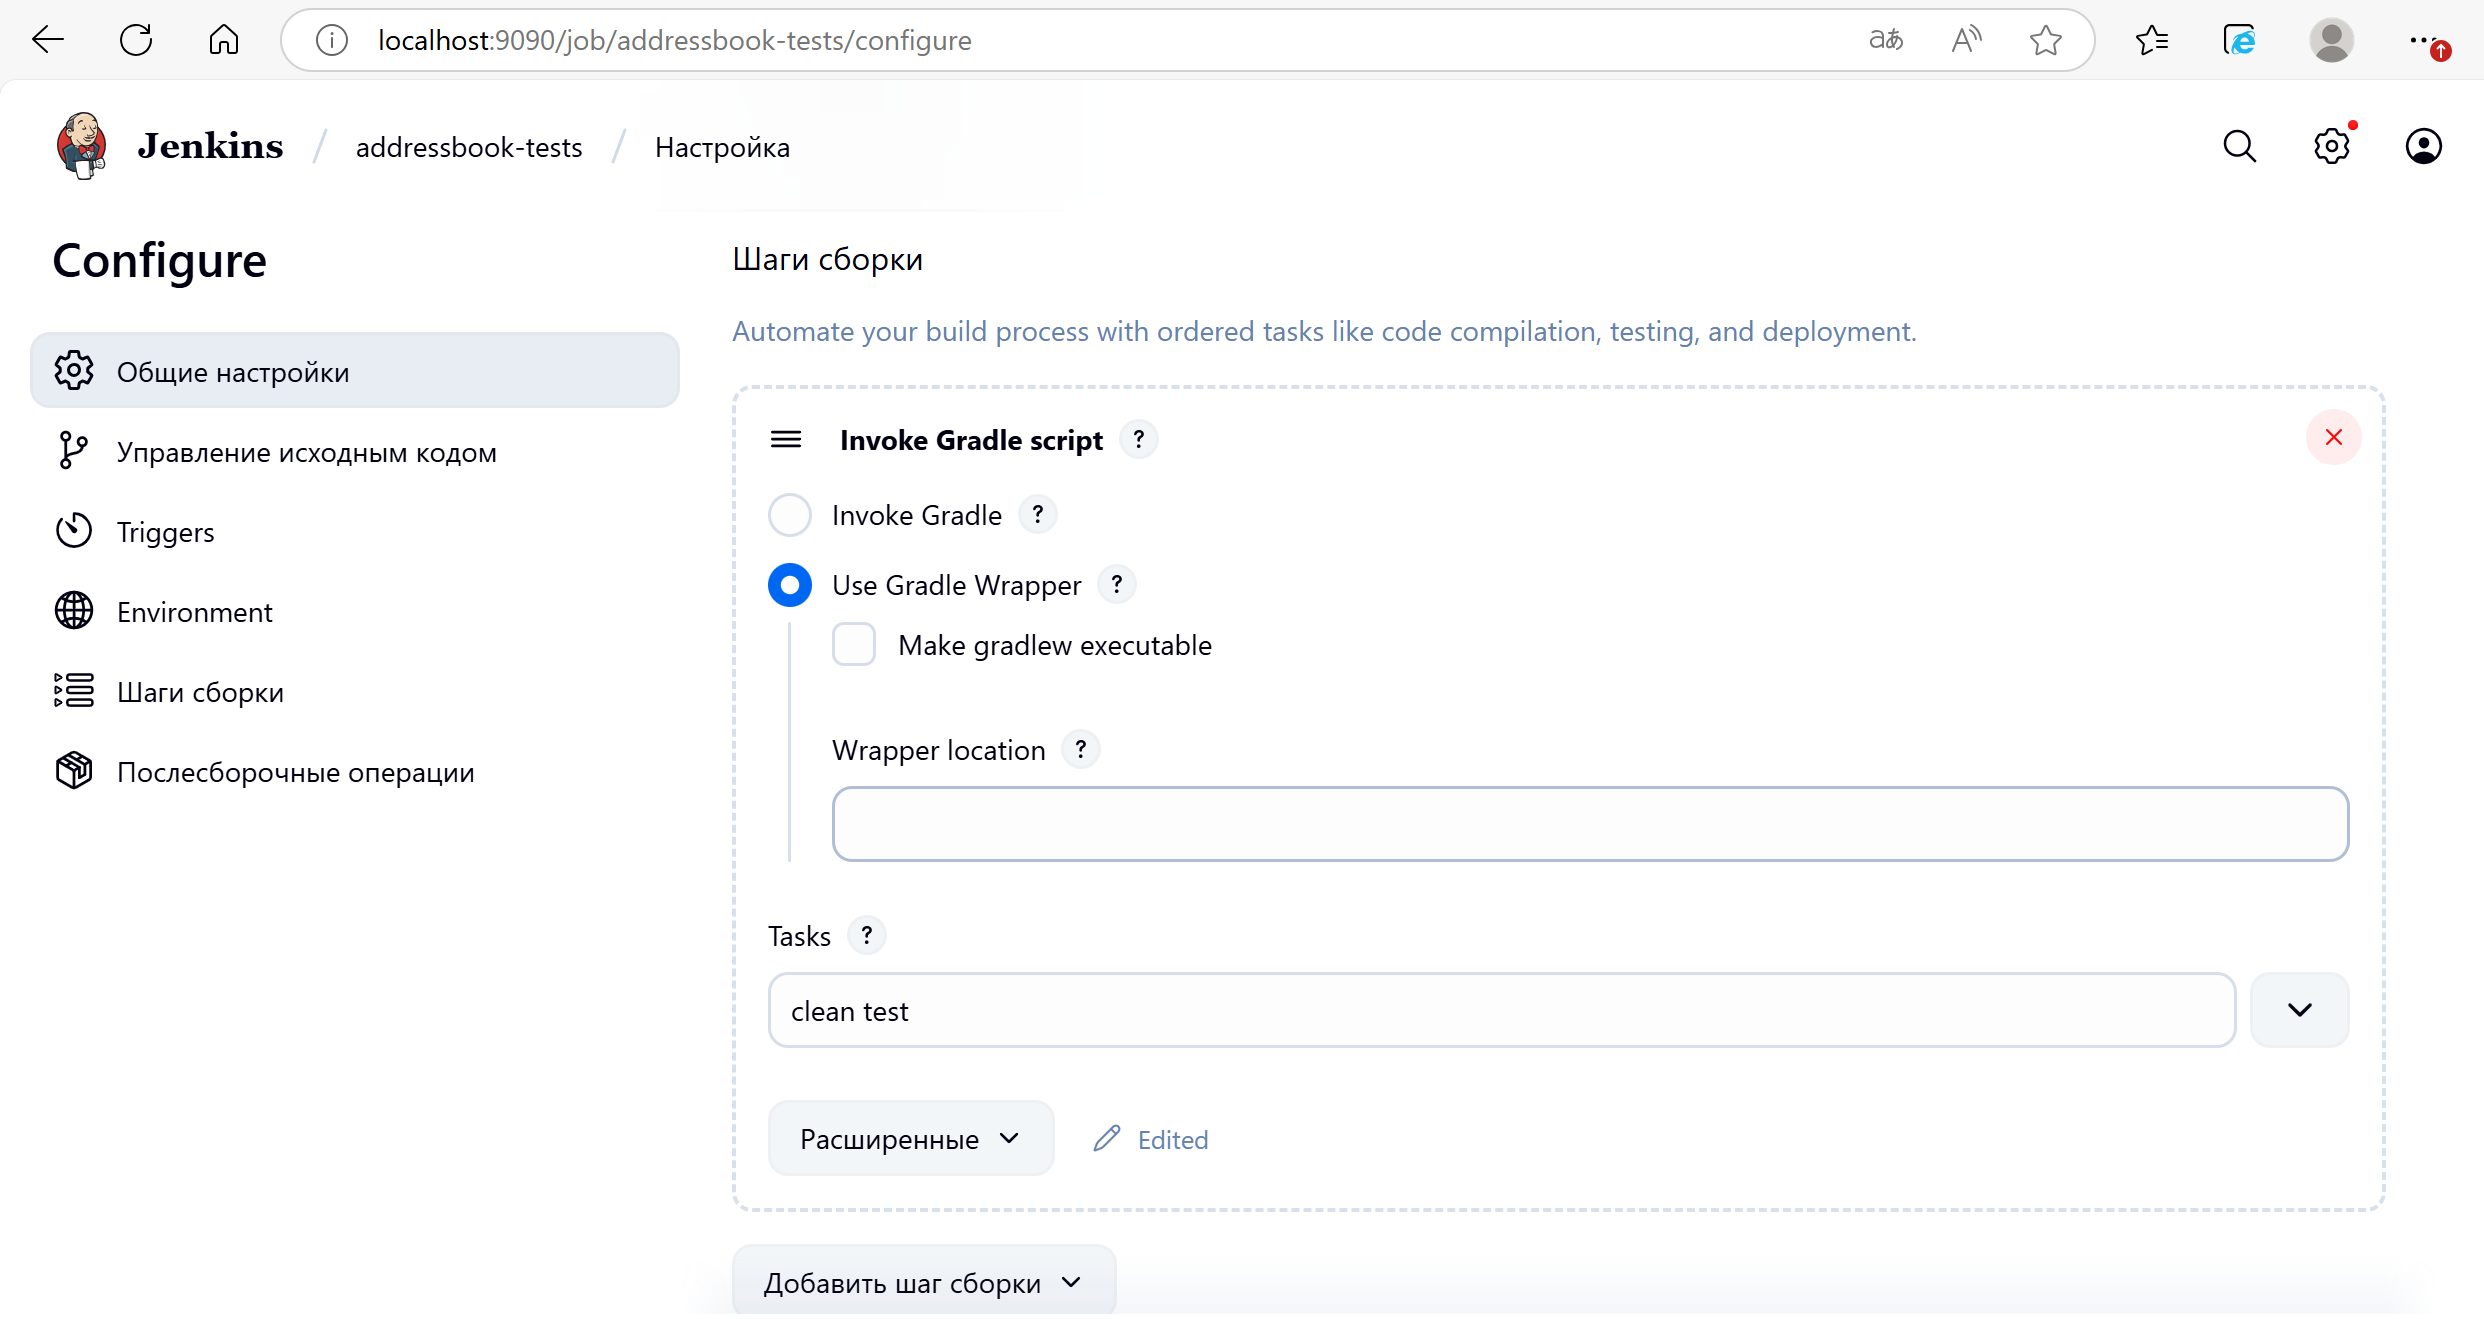 localhost:9090/job/addressbook-tests/configure
Jenkins / addressbook-tests / Настройка
Configure
Общие настройки
Управление исходным кодом
Triggers
Environment
Шаги сборки
Послесборочные операции
Шаги сборки
Automate your build process with ordered tasks like code compilation, testing, and deployment.
Invoke Gradle script ?
Invoke Gradle ?
Use Gradle Wrapper ?
Make gradlew executable
Wrapper location ?
Tasks ?
clean test
Расширенные
Edited
Добавить шаг сборки